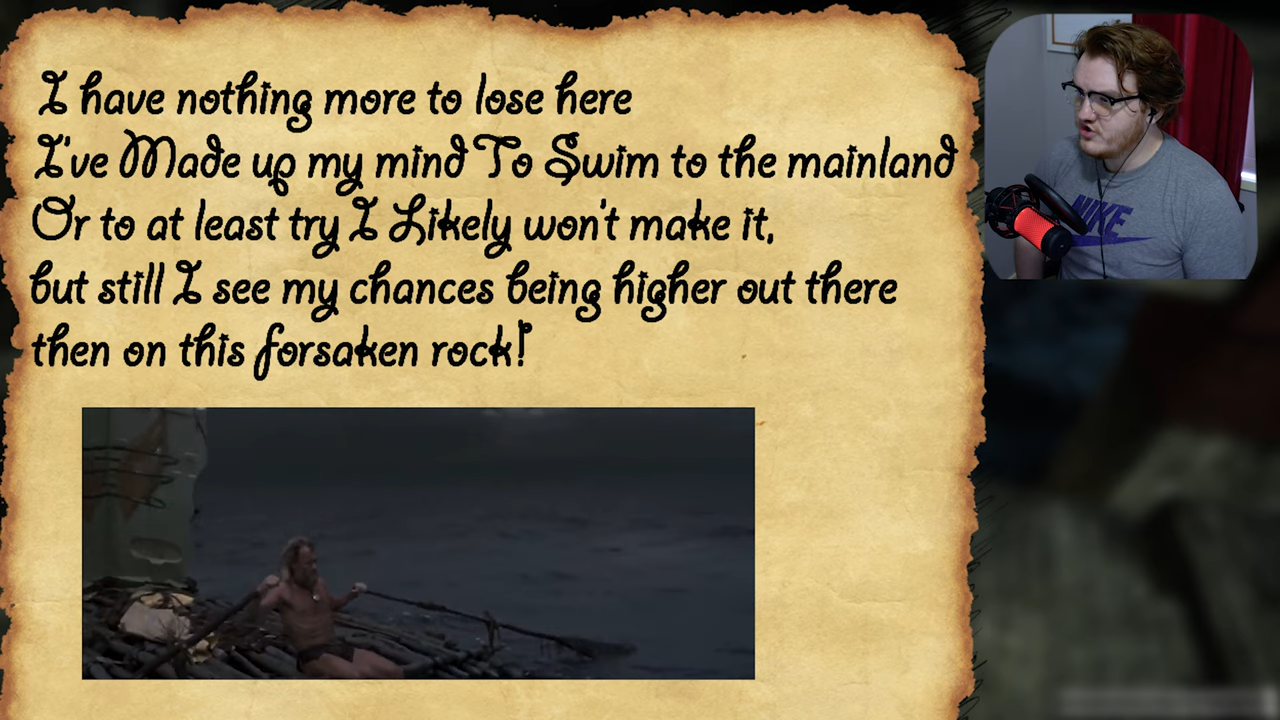 I have nothing more to lose here
I've Made up my mind To Swim to the mainland
Or to at least try I Likely won't make it,
but still I see my chances being higher out there
then on this forsaken rock!
NIKE